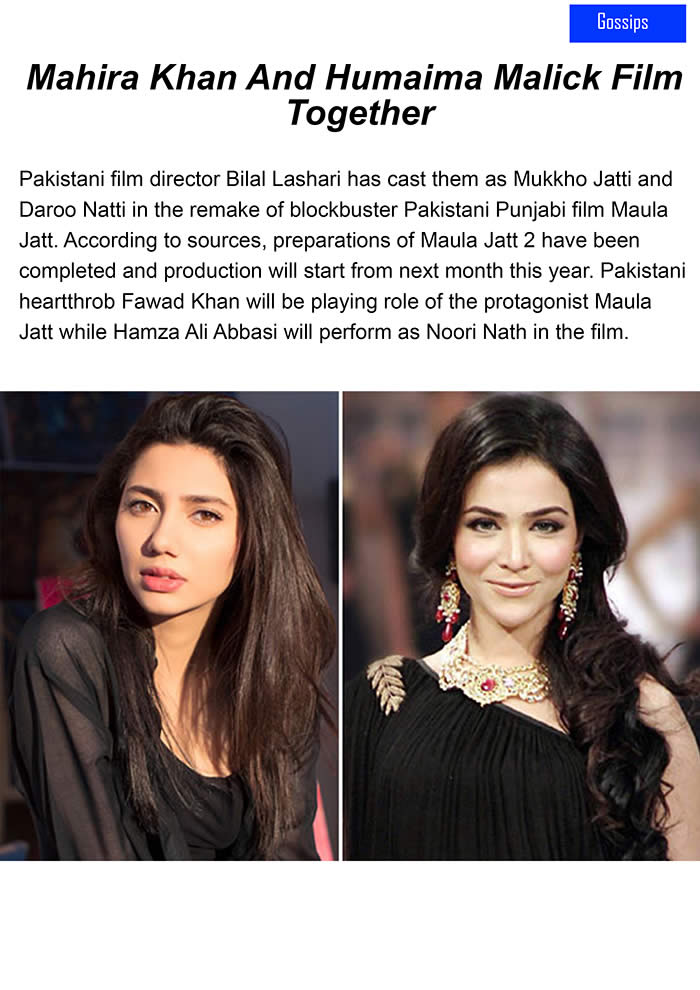 Gossips
Mahira Khan And Humaima Malick Film
Together
Pakistani film director Bilal Lashari has cast them as Mukkho Jatti and
Daroo Natti in the remake of blockbuster Pakistani Punjabi film Maula
Jatt. According to sources, preparations of Maula Jatt 2 have been
completed and production will start from next month this year. Pakistani
heartthrob Fawad Khan will be playing role of the protagonist Maula
Jatt while Hamza Ali Abbasi will perform as Noori Nath in the film.